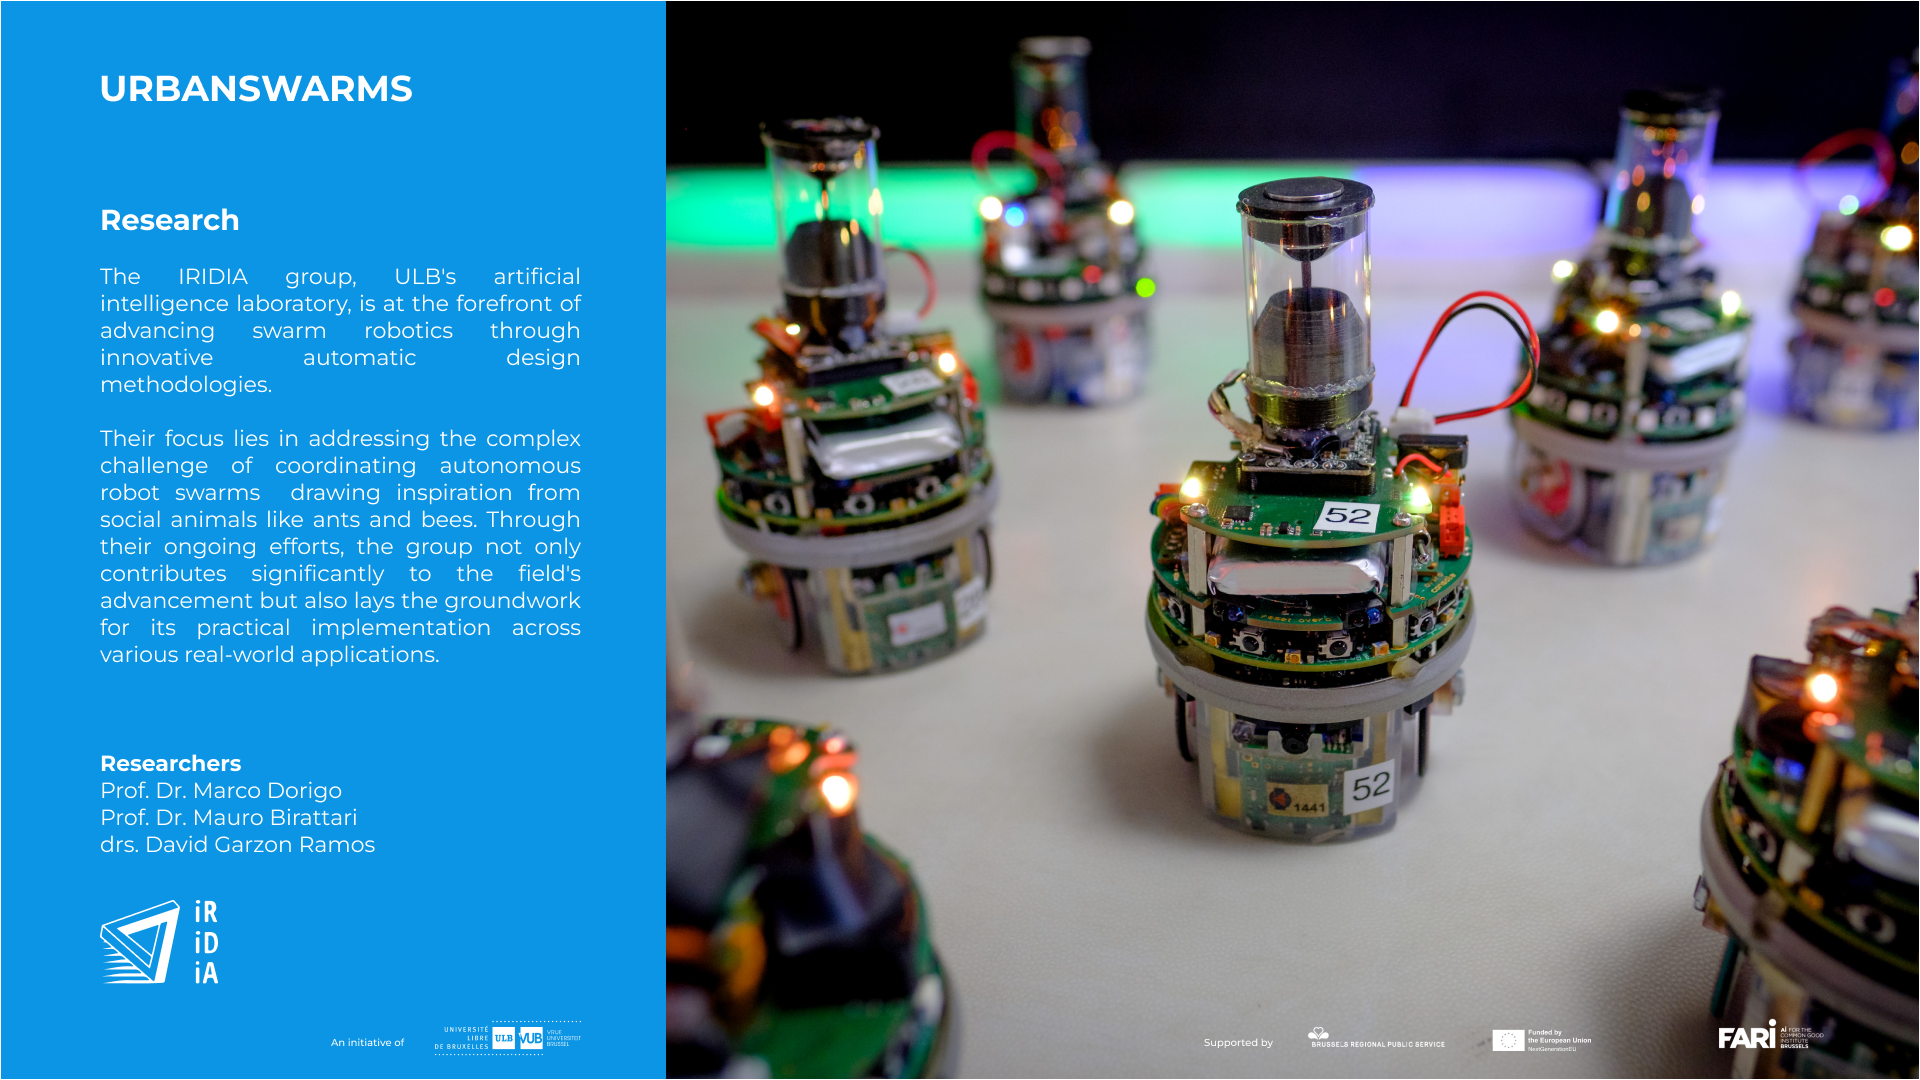 URBANSWARMS
Research
The IRIDIA group, ULB's artificial
intelligence laboratory, is at the forefront of
advancing swarm robotics through
innovative automatic design
methodologies.
Their focus lies in addressing the complex
challenge of coordinating autonomous
robot swarms drawing inspiration from
social animals like ants and bees. Through
their ongoing efforts, the group not only
contributes significantly to the field's
advancement but also lays the groundwork
for its practical implementation across
various real-world applications.
Researchers
Prof. Dr. Marco Dorigo
Prof. Dr. Mauro Birattari
drs. David Garzon Ramos
iR
iD
iA
An initiative of
UNIVERSITÉ
LIBRE
DE BRUXELLES
ULB
VUB
VRIJE
UNIVERSITEIT
BRUSSEL
52
52
1441
Supported by
BRUSSELS REGIONAL PUBLIC SERVICE
Funded by
the European Union
NextGenerationEU
FARI
AI FOR THE
COMMON GOOD
INSTITUTE
BRUSSELS